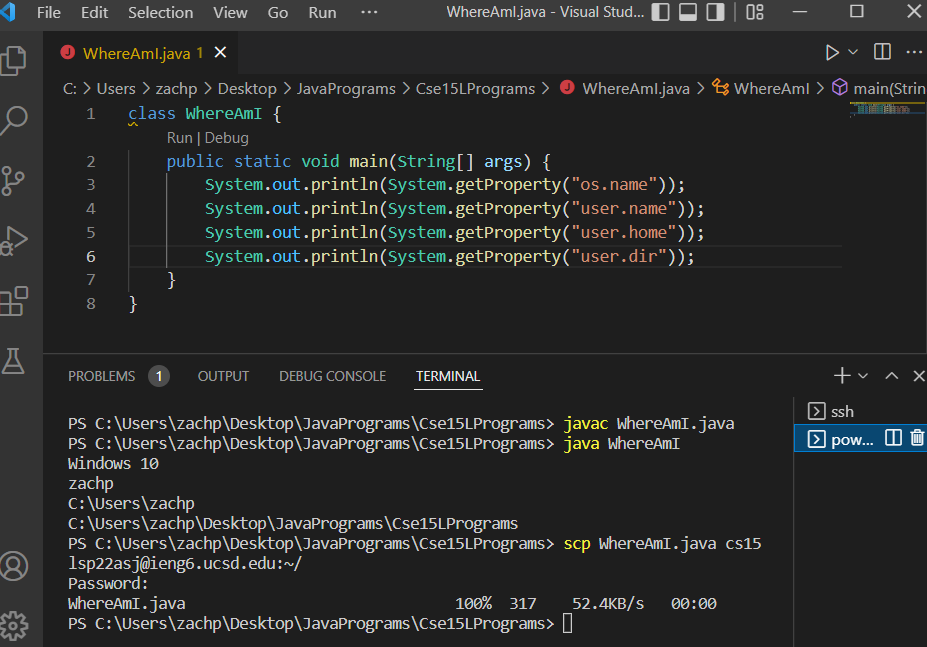 File Edit Selection View Go Run ··· WhereAmI.java - Visual Stud...
WhereAmI.java 1
C: > Users > zachp > Desktop > JavaPrograms > Cse15LPrograms > WhereAmI.java > WhereAmI > main(Strin
1 class WhereAmI {
Run | Debug
2 public static void main(String[] args) {
3 System.out.println(System.getProperty("os.name"));
4 System.out.println(System.getProperty("user.name"));
5 System.out.println(System.getProperty("user.home"));
6 System.out.println(System.getProperty("user.dir"));
7 }
8 }
PROBLEMS 1 OUTPUT DEBUG CONSOLE TERMINAL
ssh
pow...
PS C:\Users\zachp\Desktop\JavaPrograms\Cse15LPrograms> javac WhereAmI.java
PS C:\Users\zachp\Desktop\JavaPrograms\Cse15LPrograms> java WhereAmI
Windows 10
zachp
C:\Users\zachp
C:\Users\zachp\Desktop\JavaPrograms\Cse15LPrograms
PS C:\Users\zachp\Desktop\JavaPrograms\Cse15LPrograms> scp WhereAmI.java cs15
lsp22asj@ieng6.ucsd.edu:~/
Password:
WhereAmI.java 100% 317 52.4KB/s 00:00
PS C:\Users\zachp\Desktop\JavaPrograms\Cse15LPrograms>